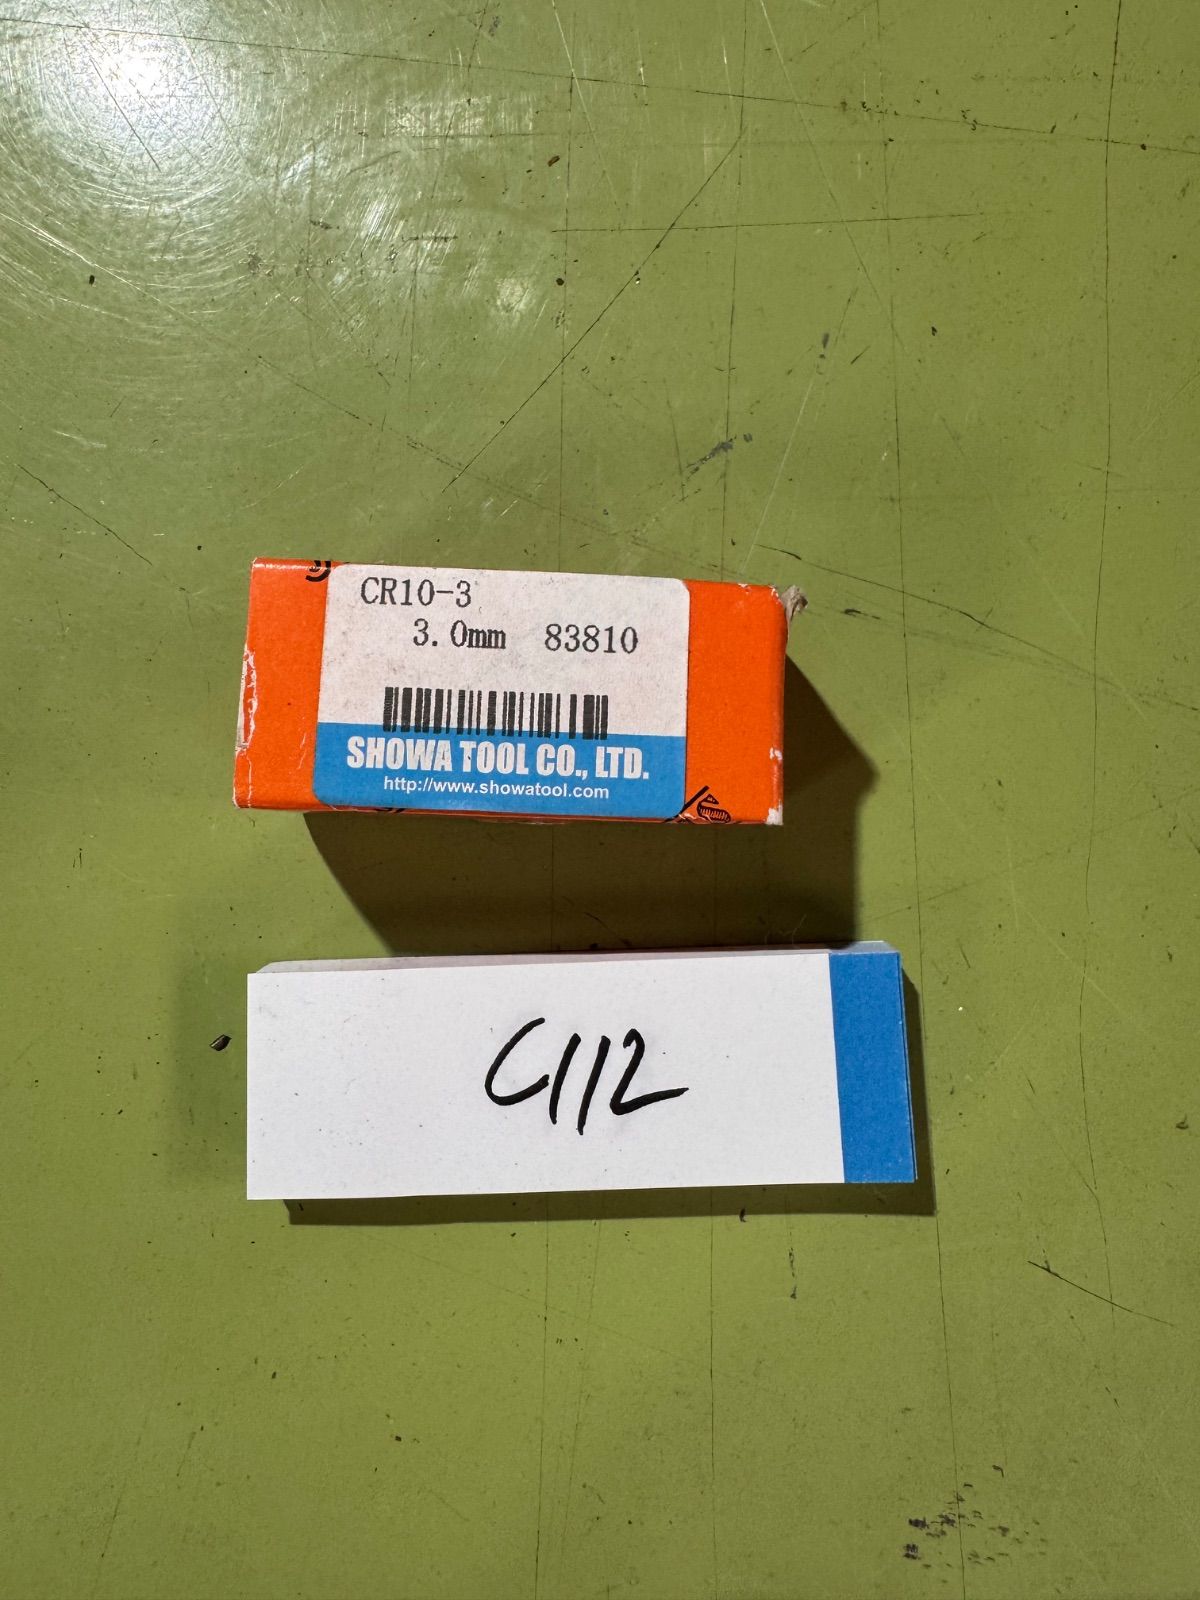 CR10-3
3.0mm 83810
SHOWA TOOL CO., LTD.
http://www.showatool.com
C112